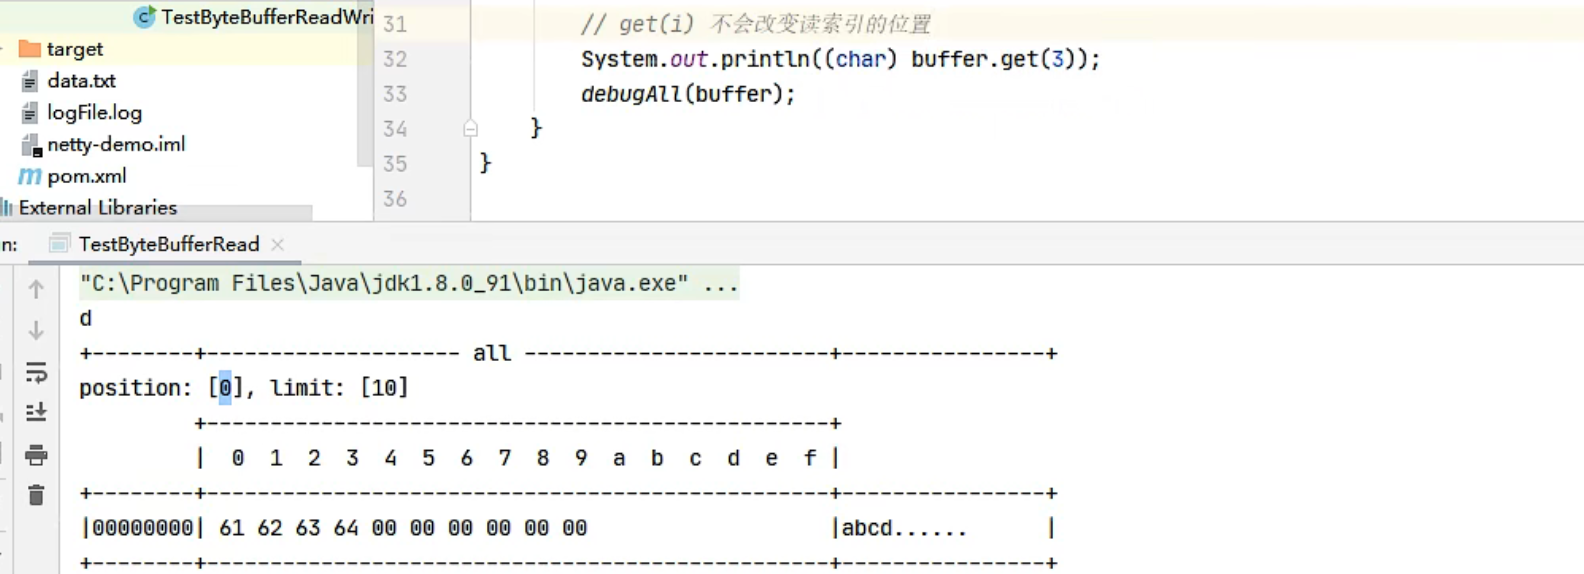 TestByteBufferReadWri
target
data.txt
logFile.log
netty-demo.iml
pom.xml
External Libraries
31 // get(i) 不会改变读索引的位置
32 System.out.println((char) buffer.get(3));
33 debugAll(buffer);
34 }
35 }
36
n: TestByteBufferRead
"C:\Program Files\Java\jdk1.8.0_91\bin\java.exe" ...
d
+--------+-------------------- all ------------------------+----------------+
position: [0], limit: [10]
+-------------------------------------------------+
| 0 1 2 3 4 5 6 7 8 9 a b c d e f |
+--------+-------------------------------------------------+----------------+
|00000000| 61 62 63 64 00 00 00 00 00 00 |abcd...... |
+--------+-------------------------------------------------+----------------+